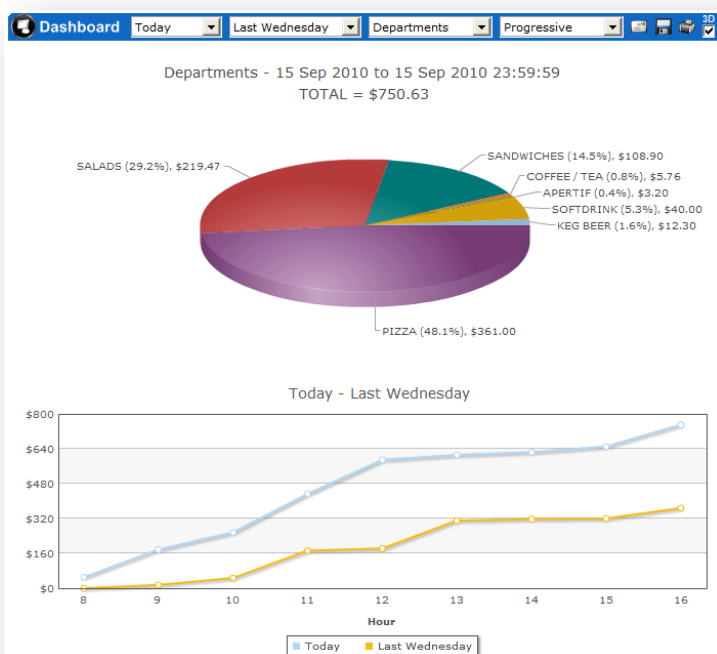 Dashboard Today Last Wednesday Departments Progressive 3D
Departments - 15 Sep 2010 to 15 Sep 2010 23:59:59
TOTAL = $750.63
SANDWICHES (14.5%), $108.90
SALADS (29.2%), $219.47
COFFEE / TEA (0.8%), $5.76
APERTIF (0.4%), $3.20
SOFTDRINK (5.3%), $40.00
KEG BEER (1.6%), $12.30
PIZZA (48.1%), $361.00
Today - Last Wednesday
$800
$640
$480
$320
$160
$0
8 9 10 11 12 13 14 15 16
Hour
Today Last Wednesday